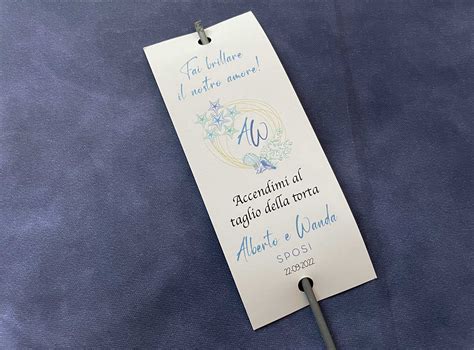 Fai brillare
il nostro amore!
AW
Accendimi al
taglio della torta
Alberto e Wanda
SPOSI
22.09.2022